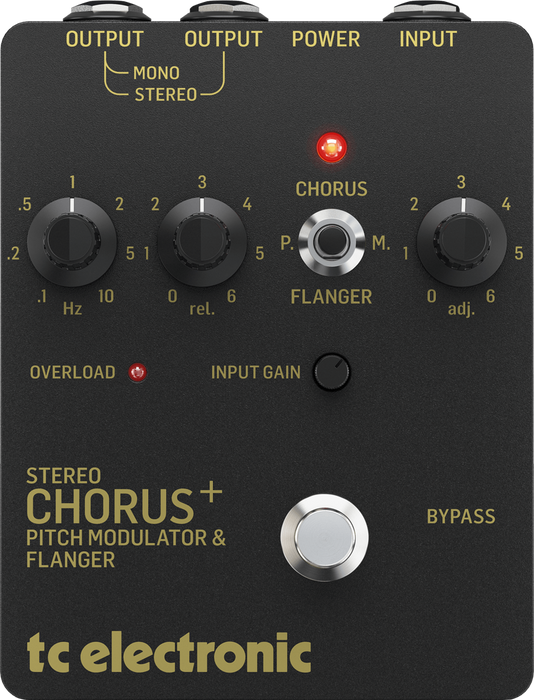 OUTPUT OUTPUT POWER INPUT
MONO
STEREO
CHORUS
P. M.
FLANGER
.1 .2 .5 1 2 5 10
Hz
0 1 2 3 4 5 6
rel.
0 1 2 3 4 5 6
adj.
OVERLOAD INPUT GAIN
STEREO
CHORUS+
PITCH MODULATOR &
FLANGER
BYPASS
tc electronic